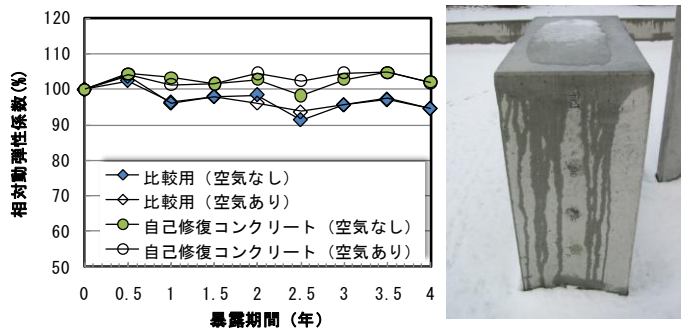 120
110
100
90
80
70
60
50
相対動弾性係数(%)
比較用（空気なし）
比較用（空気あり）
自己修復コンクリート（空気なし）
自己修復コンクリート（空気あり）
0 0.5 1 1.5 2 2.5 3 3.5 4
暴露期間（年）